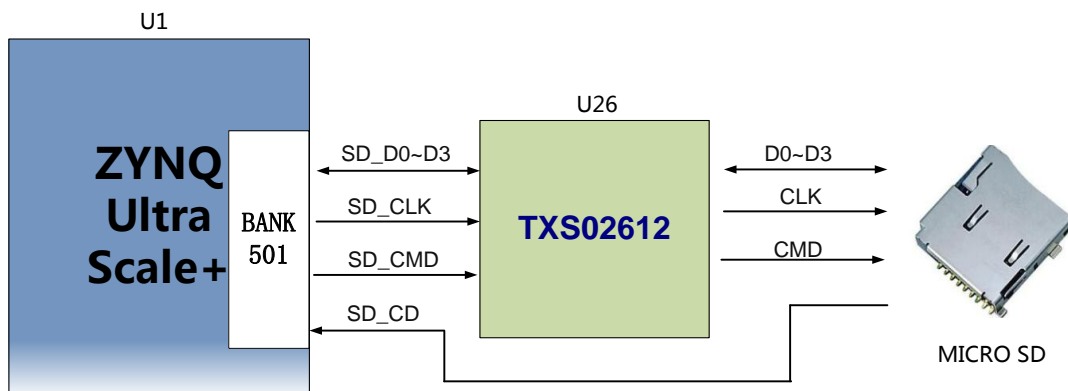 U1
U26
ZYNQ
Ultra
Scale+
BANK
501
SD_D0~D3
SD_CLK
SD_CMD
SD_CD
TXS02612
D0~D3
CLK
CMD
MICRO SD